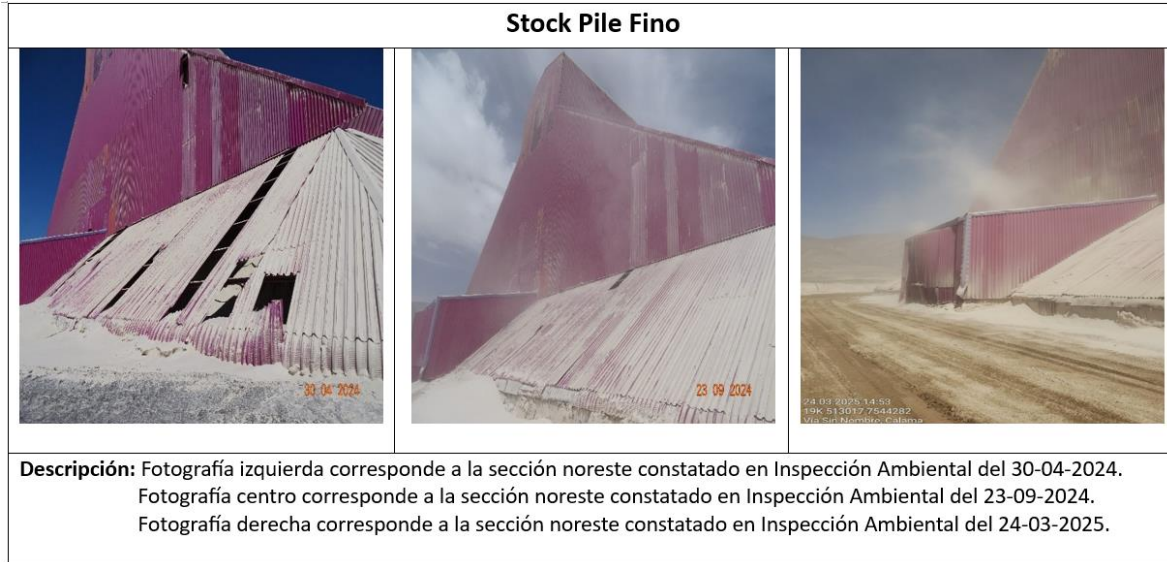 Stock Pile Fino
30 04 2024
23 09 2024
24.03.2025 14:53
19K 513017 7544282
Vía Sin Nombre, Calama
Descripción: Fotografía izquierda corresponde a la sección noreste constatado en Inspección Ambiental del 30-04-2024.
Fotografía centro corresponde a la sección noreste constatado en Inspección Ambiental del 23-09-2024.
Fotografía derecha corresponde a la sección noreste constatado en Inspección Ambiental del 24-03-2025.